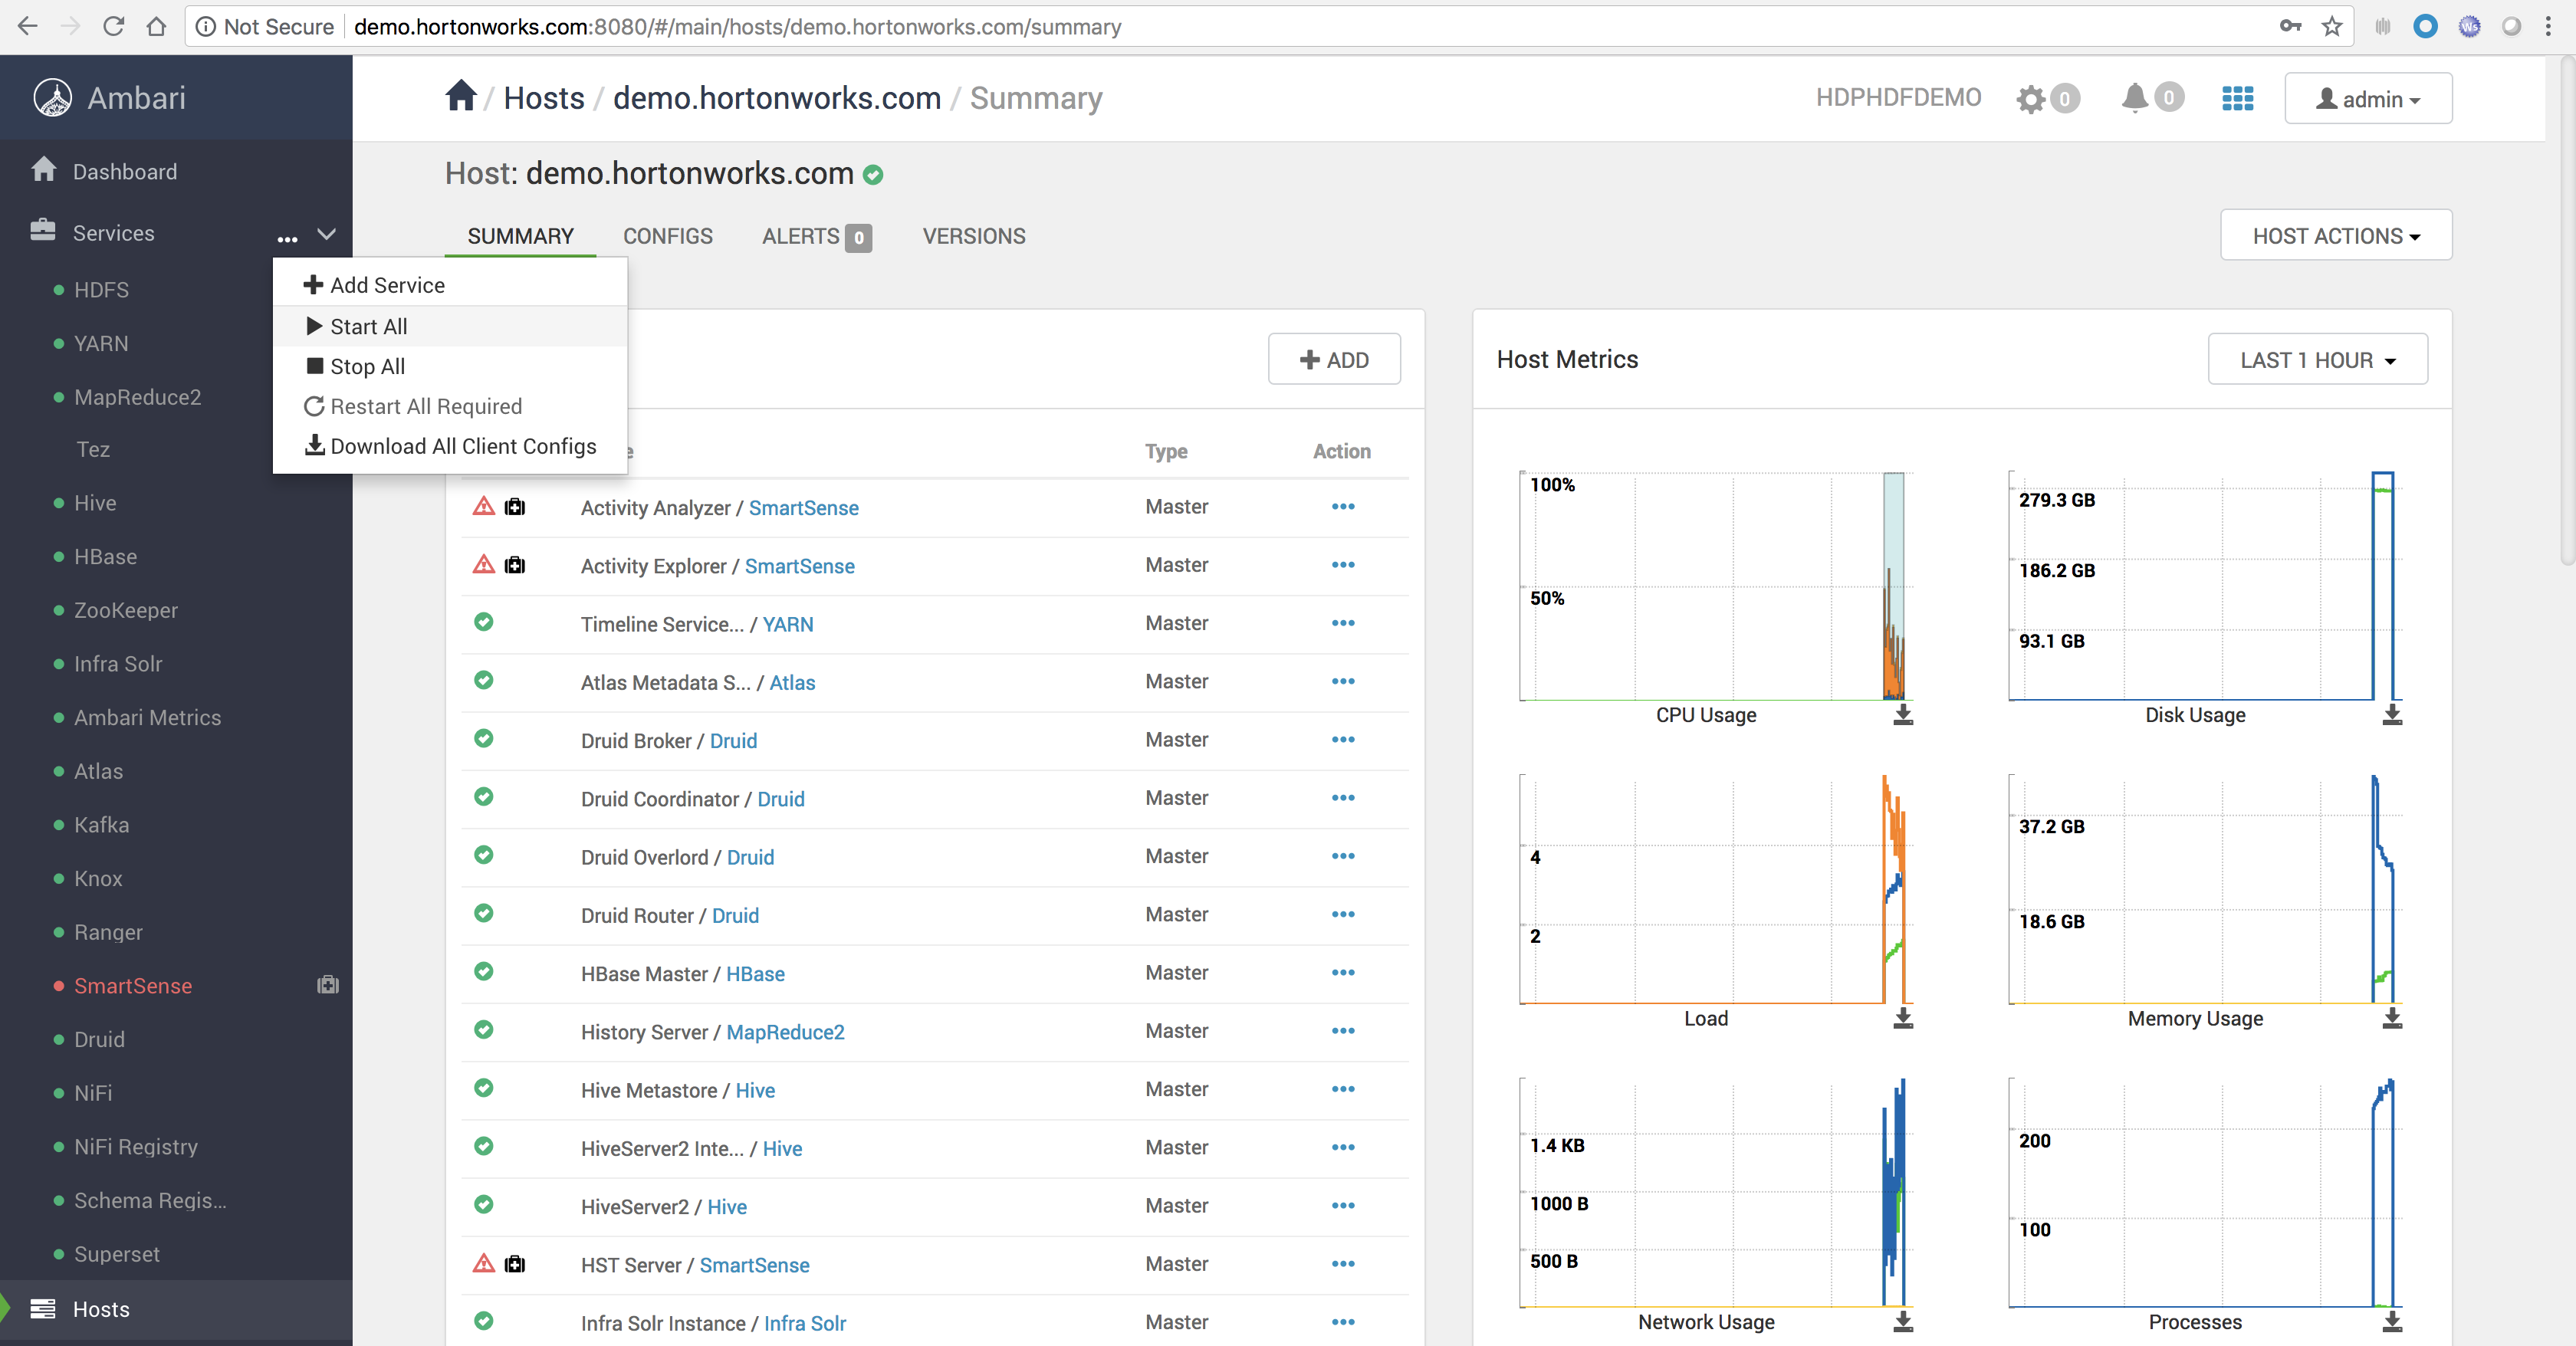 Not Secure demo.hortonworks.com:8080/#/main/hosts/demo.hortonworks.com/summary
Ambari
/ Hosts / demo.hortonworks.com / Summary
HDPHDFDEMO 0 0 admin
Dashboard
Services
HDFS
YARN
MapReduce2
Tez
Hive
HBase
ZooKeeper
Infra Solr
Ambari Metrics
Atlas
Kafka
Knox
Ranger
SmartSense
Druid
NiFi
NiFi Registry
Schema Regis...
Superset
Hosts
Add Service
Start All
Stop All
Restart All Required
Download All Client Configs
Host: demo.hortonworks.com
SUMMARY CONFIGS ALERTS 0 VERSIONS
HOST ACTIONS
ADD
e Type Action
Activity Analyzer / SmartSense Master
Activity Explorer / SmartSense Master
Timeline Service... / YARN Master
Atlas Metadata S... / Atlas Master
Druid Broker / Druid Master
Druid Coordinator / Druid Master
Druid Overlord / Druid Master
Druid Router / Druid Master
HBase Master / HBase Master
History Server / MapReduce2 Master
Hive Metastore / Hive Master
HiveServer2 Inte... / Hive Master
HiveServer2 / Hive Master
HST Server / SmartSense Master
Infra Solr Instance / Infra Solr Master
Host Metrics
LAST 1 HOUR
100%
50%
CPU Usage
279.3 GB
186.2 GB
93.1 GB
Disk Usage
4
2
Load
37.2 GB
18.6 GB
Memory Usage
1.4 KB
1000 B
500 B
Network Usage
200
100
Processes